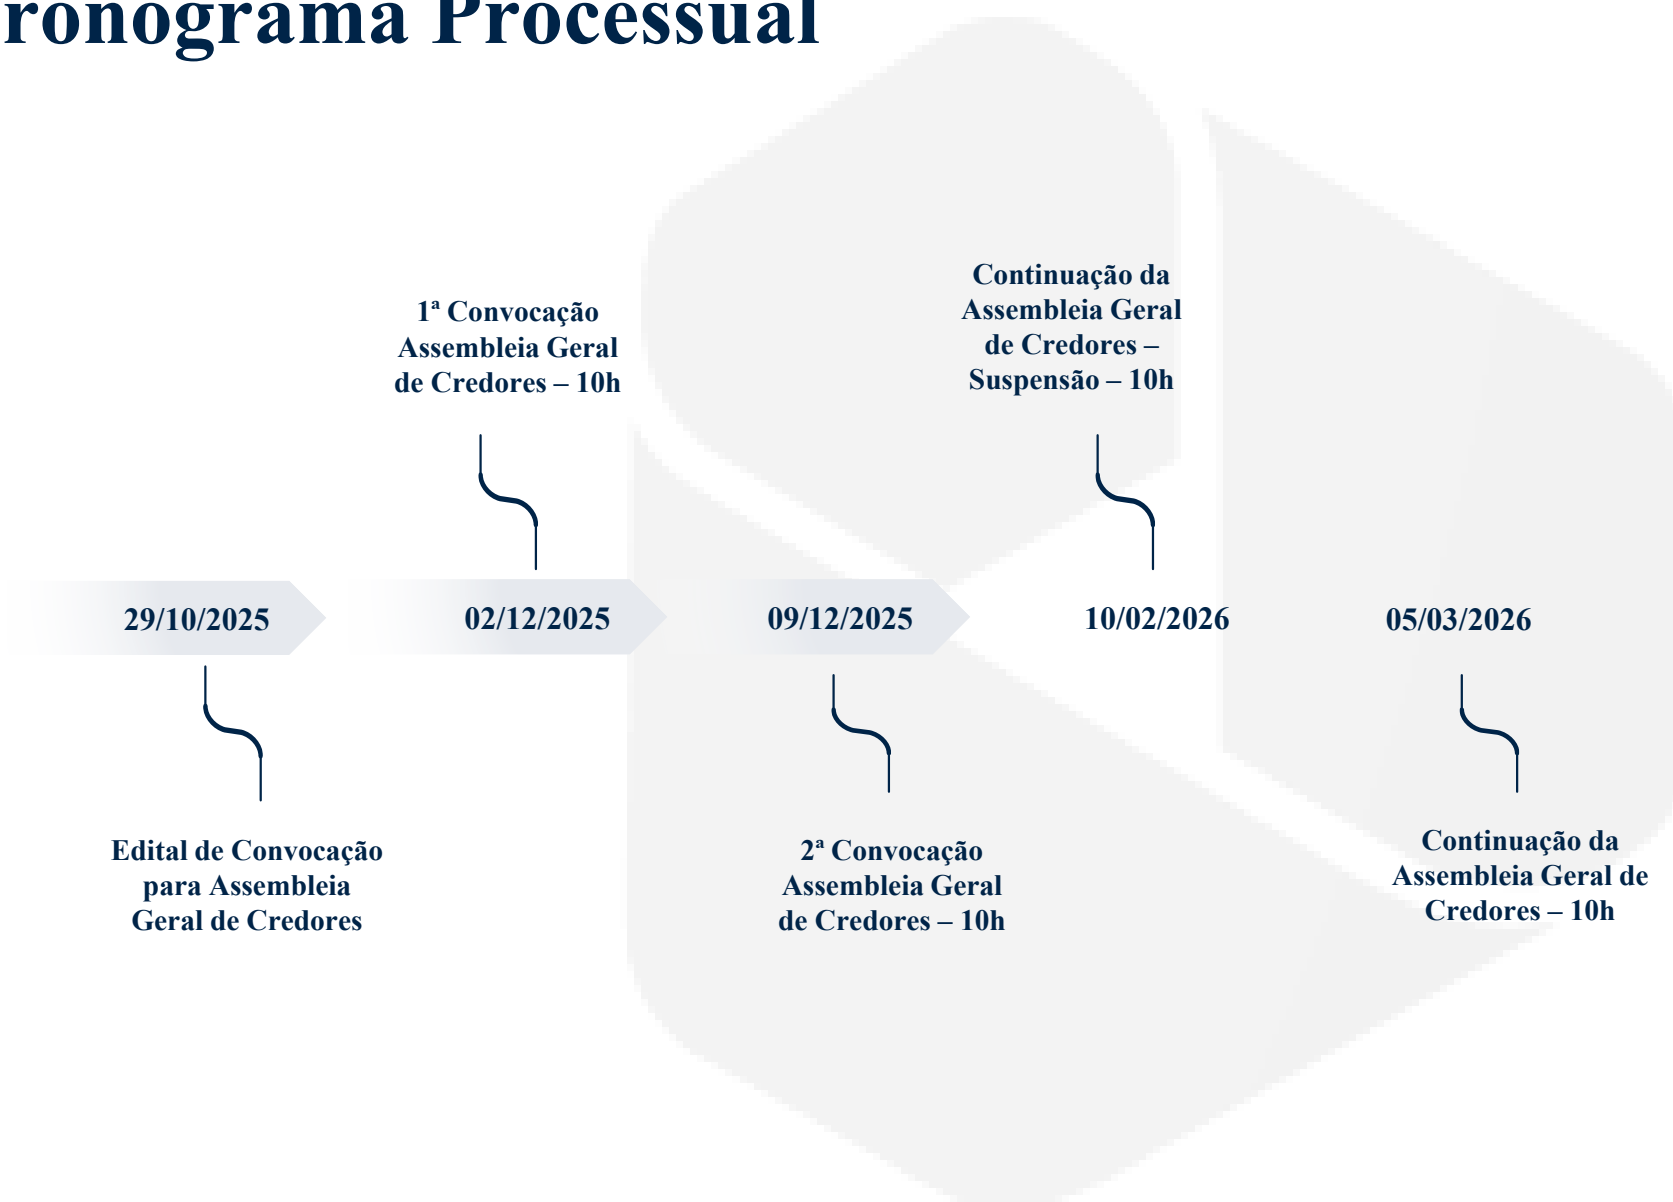 ronograma Processual
1ª Convocação
Assembleia Geral
de Credores – 10h
Continuação da
Assembleia Geral
de Credores –
Suspensão – 10h
29/10/2025
02/12/2025
09/12/2025
10/02/2026
05/03/2026
Edital de Convocação
para Assembleia
Geral de Credores
2ª Convocação
Assembleia Geral
de Credores – 10h
Continuação da
Assembleia Geral de
Credores – 10h